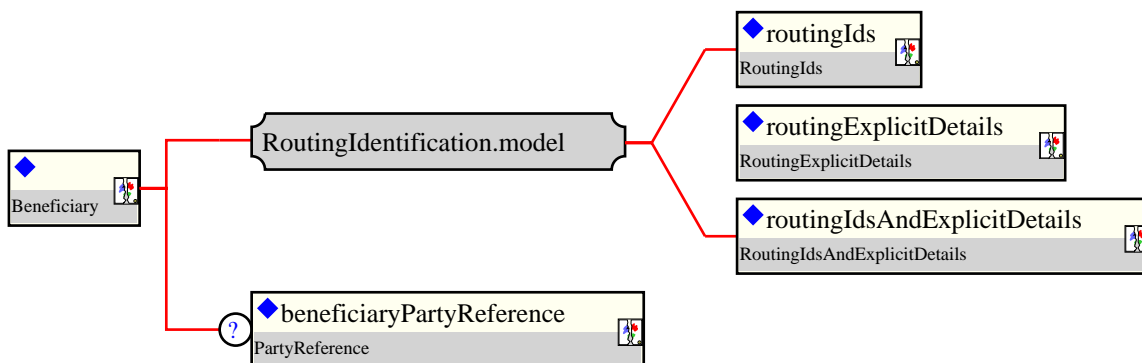 routingIds
RoutingIds
routingExplicitDetails
RoutingExplicitDetails
RoutingIdentification.model
Beneficiary
routingIdsAndExplicitDetails
RoutingIdsAndExplicitDetails
?
beneficiaryPartyReference
PartyReference